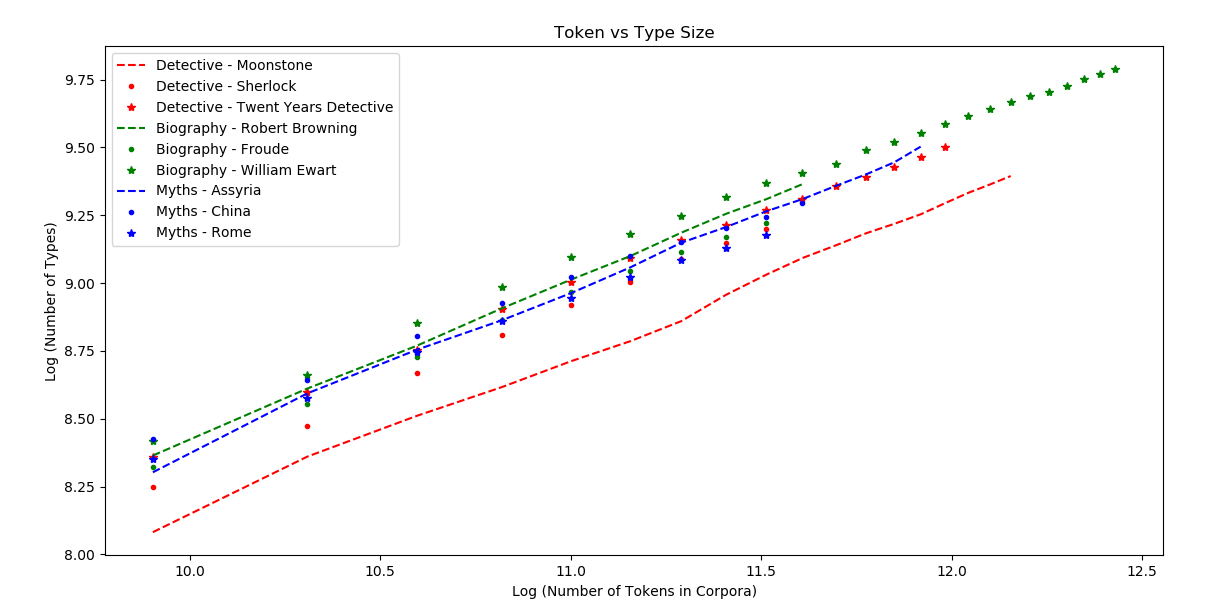 Token vs Type Size
Detective - Moonstone
Detective - Sherlock
Detective - Twent Years Detective
Biography - Robert Browning
Biography - Froude
Biography - William Ewart
Myths - Assyria
Myths - China
Myths - Rome
Log (Number of Types)
9.75
9.50
9.25
9.00
8.75
8.50
8.25
8.00
10.0 10.5 11.0 11.5 12.0 12.5
Log (Number of Tokens in Corpora)